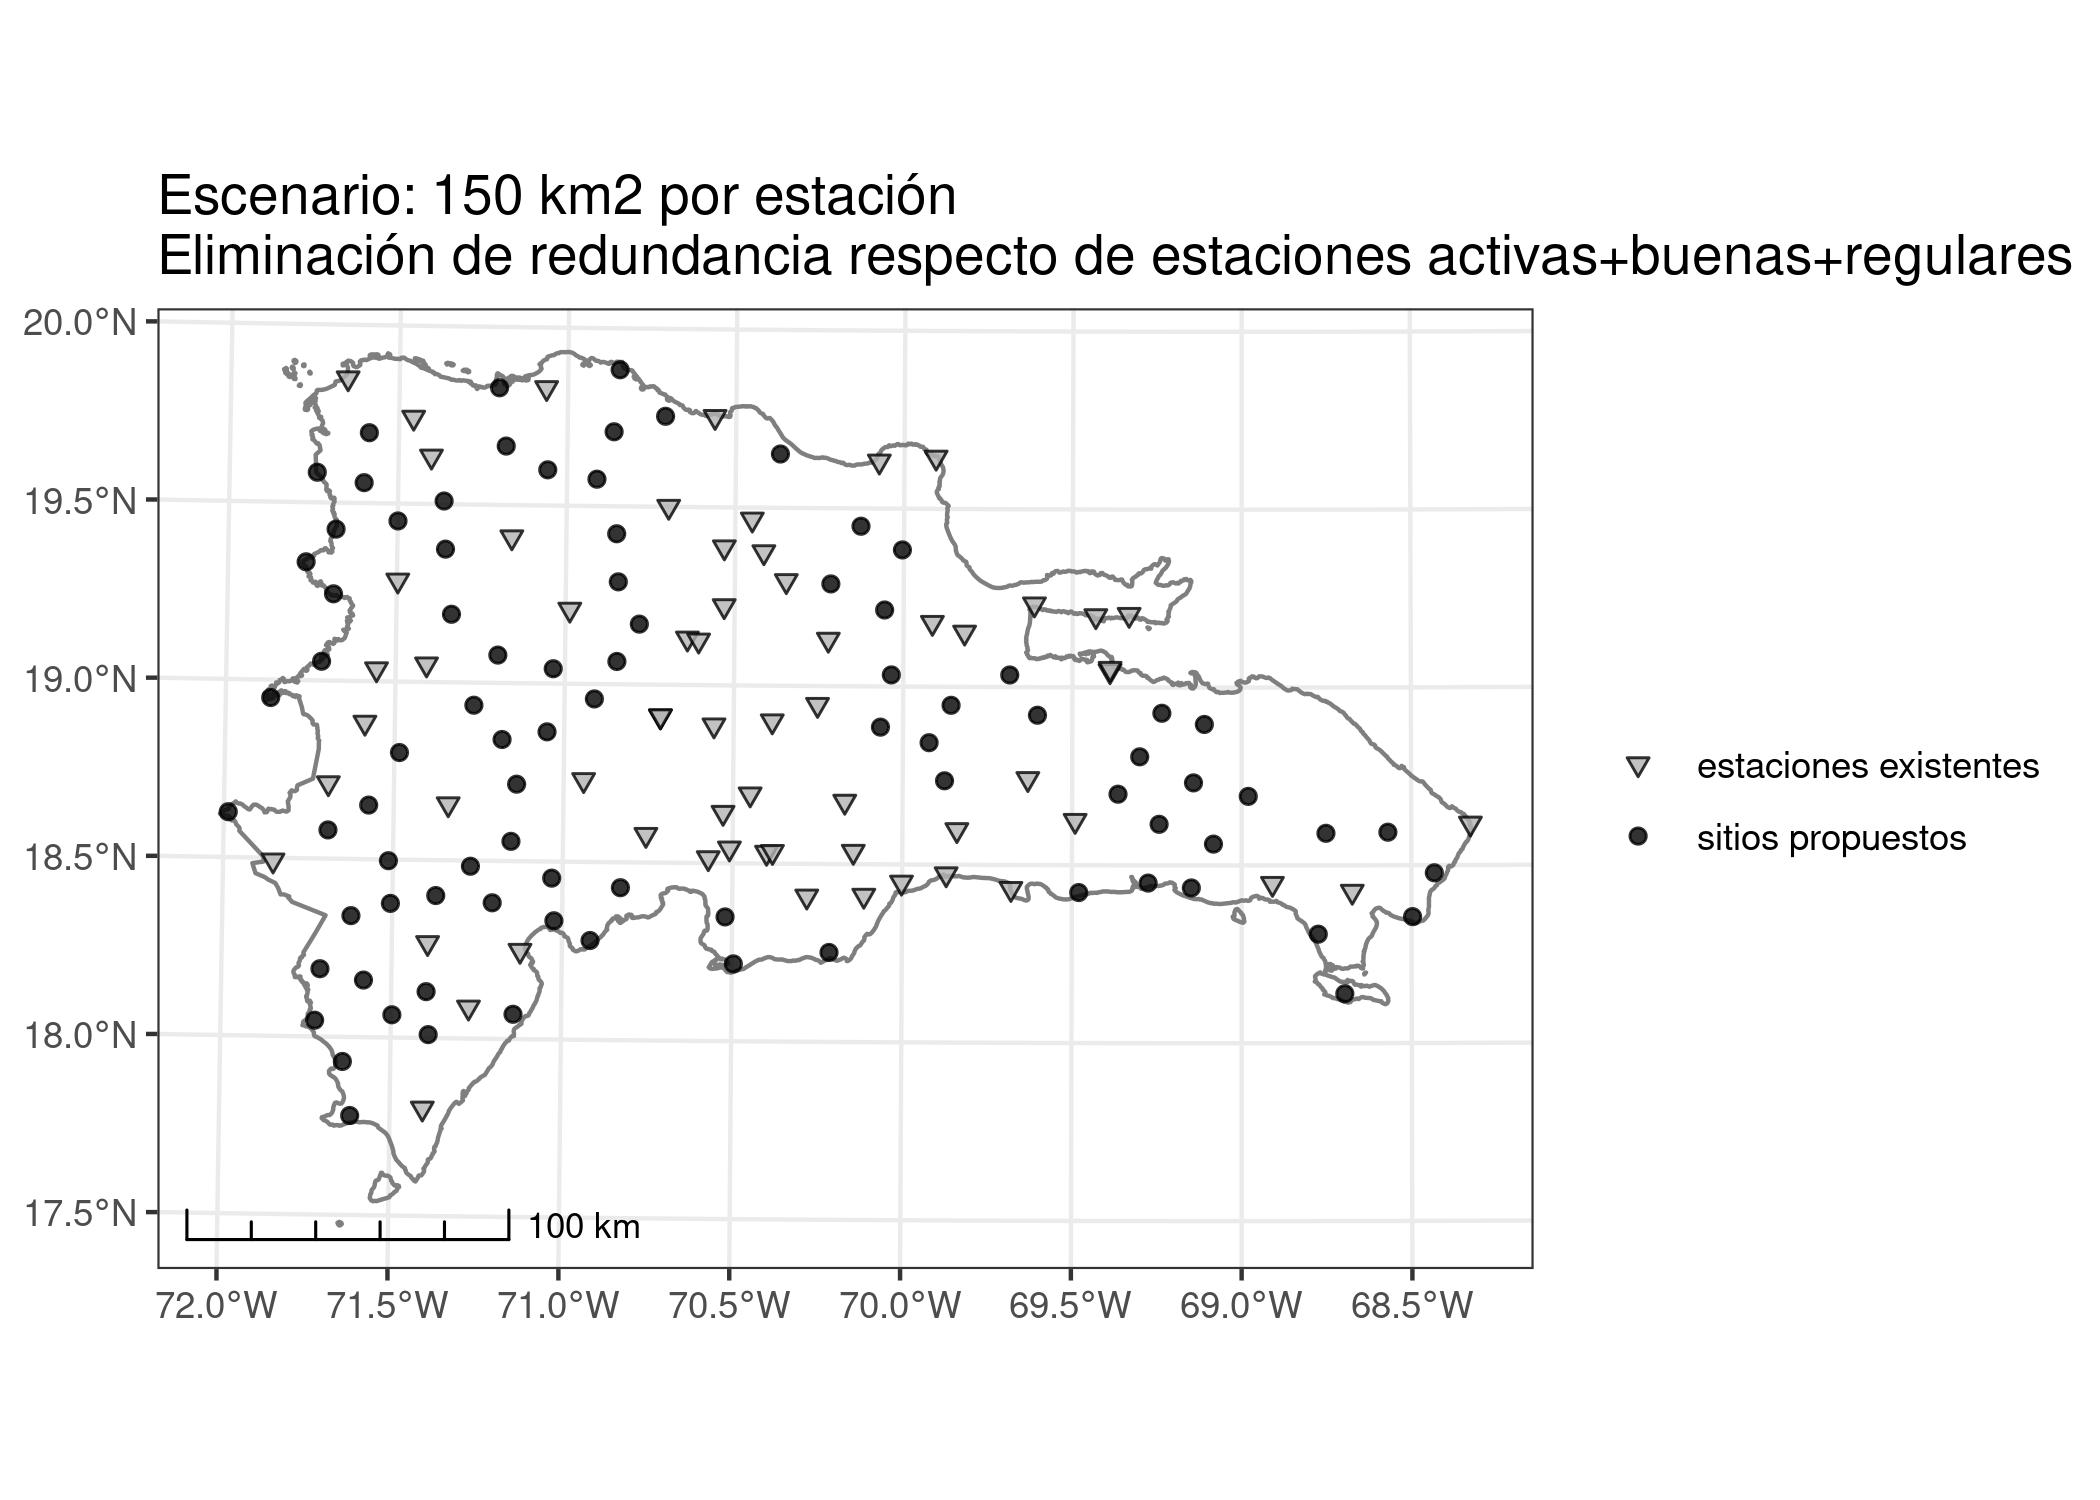 Escenario: 150 km2 por estación
Eliminación de redundancia respecto de estaciones activas+buenas+regulares
20.0°N
19.5°N
19.0°N
18.5°N
18.0°N
17.5°N
100 km
72.0°W 71.5°W 71.0°W 70.5°W 70.0°W 69.5°W 69.0°W 68.5°W
estaciones existentes
sitios propuestos